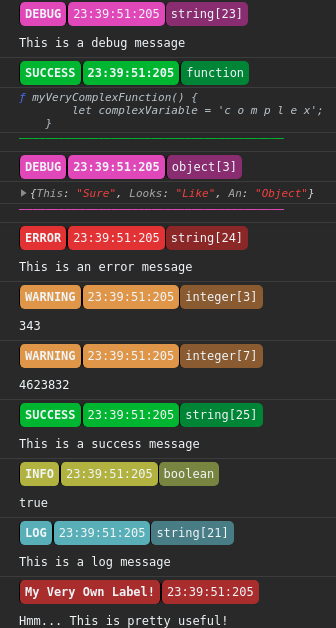 DEBUG 23:39:51:205 string[23]
This is a debug message
SUCCESS 23:39:51:205 function
ƒ myVeryComplexFunction() {
let complexVariable = 'c o m p l e x';
}
DEBUG 23:39:51:205 object[3]
▶ {This: "Sure", Looks: "Like", An: "Object"}
ERROR 23:39:51:205 string[24]
This is an error message
WARNING 23:39:51:205 integer[3]
343
WARNING 23:39:51:205 integer[7]
4623832
SUCCESS 23:39:51:205 string[25]
This is a success message
INFO 23:39:51:205 boolean
true
LOG 23:39:51:205 string[21]
This is a log message
My Very Own Label! 23:39:51:205
Hmm... This is pretty useful!